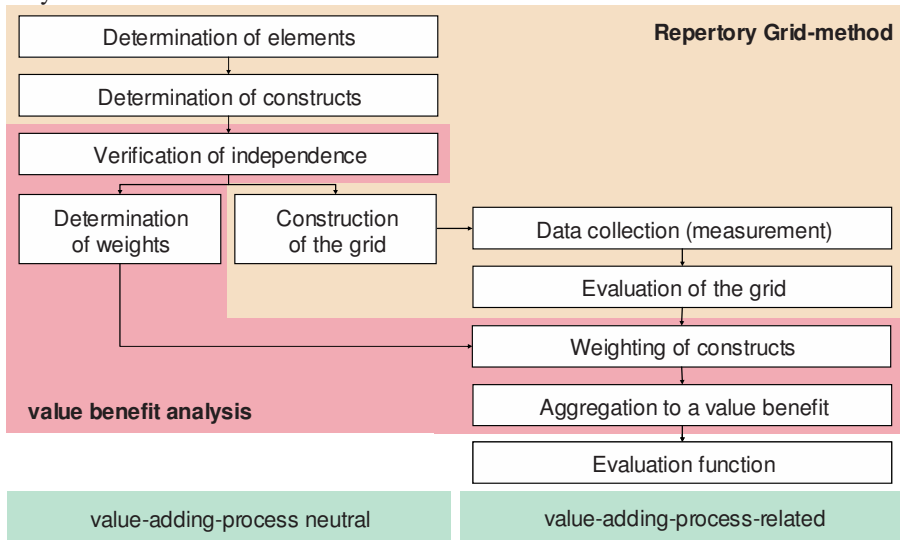 Determination of elements
Repertory Grid-method
Determination of constructs
Verification of independence
Determination
of weights
Construction
of the grid
Data collection (measurement)
Evaluation of the grid
Weighting of constructs
value benefit analysis
Aggregation to a value benefit
Evaluation function
value-adding-process neutral
value-adding-process-related